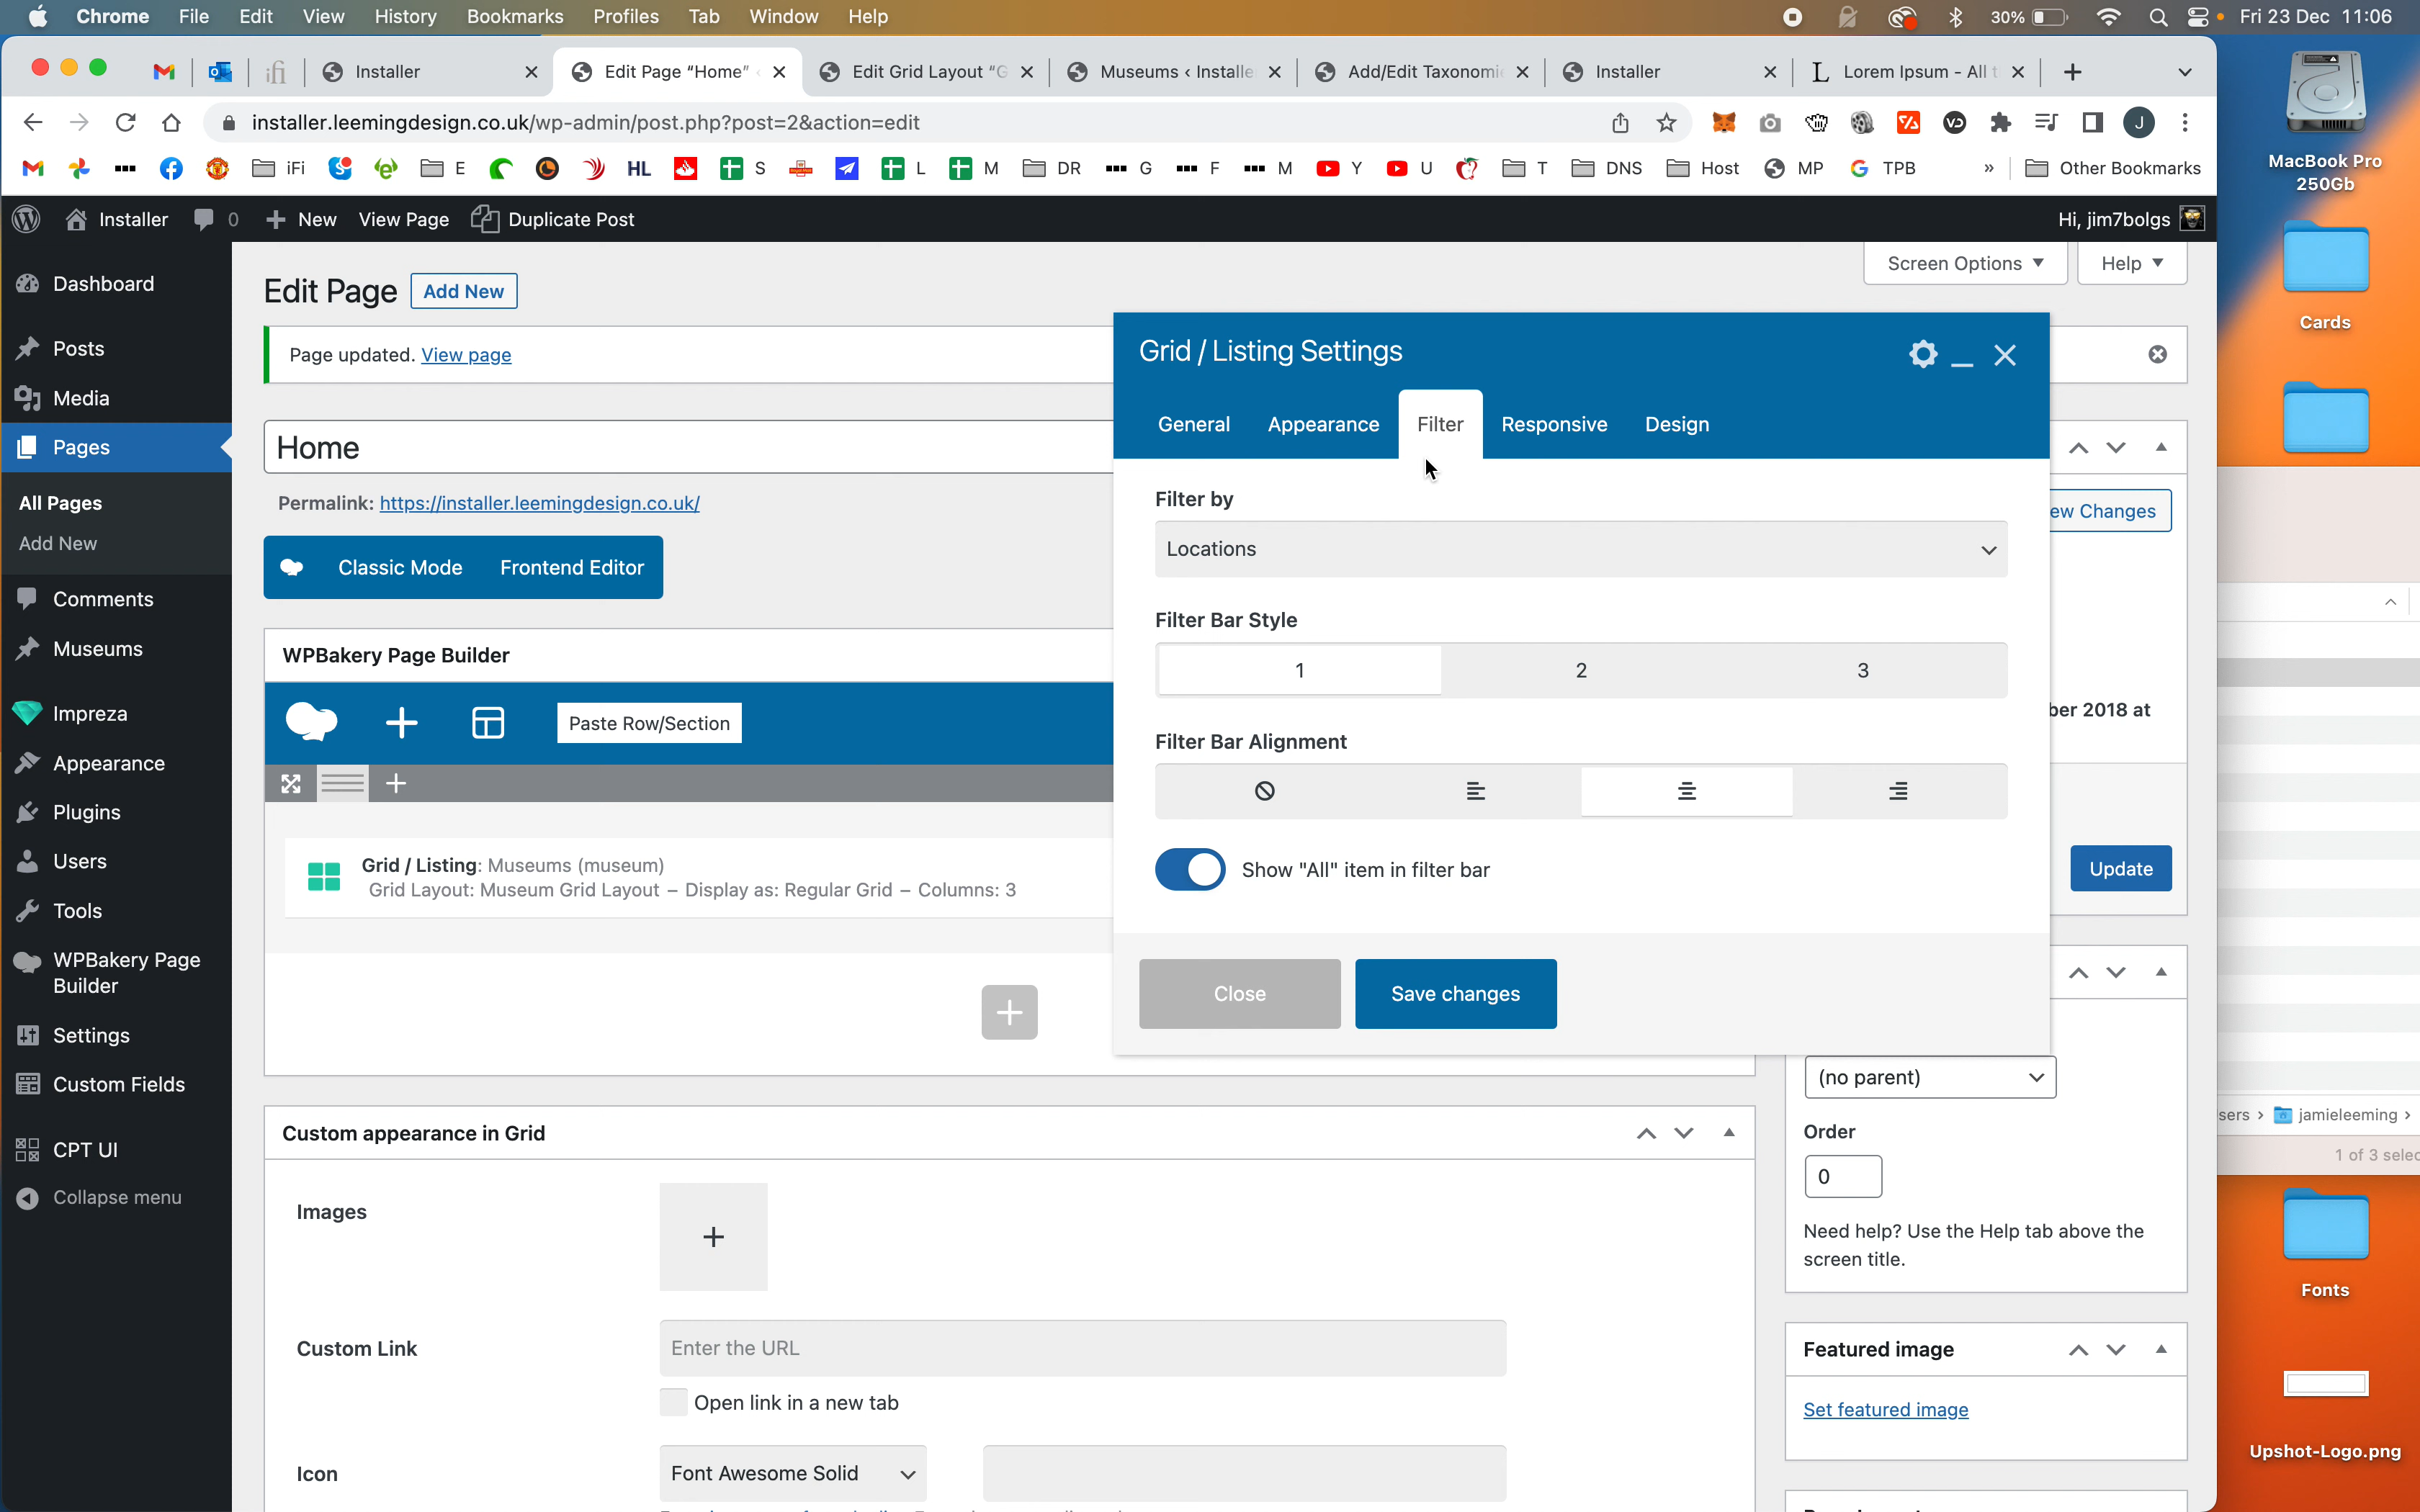 Chrome File Edit View History Bookmarks Profiles Tab Window Help 30% Fri 23 Dec 11:06
Installer Edit Page “Home” Edit Grid Layout “G Museums ‹ Installe Add/Edit Taxonomi Installer Lorem Ipsum - All t
installer.leemingdesign.co.uk/wp-admin/post.php?post=2&action=edit J
iFi E HL S L M DR G F M Y U T DNS Host MP TPB » Other Bookmarks
Installer 0 New View Page Duplicate Post Hi, jim7bolgs
MacBook Pro
250Gb
Cards
Fonts
Upshot-Logo.png
sers › jamieleeming ›
1 of 3 selec
Dashboard
Posts
Media
Pages
All Pages
Add New
Comments
Museums
Impreza
Appearance
Plugins
Users
Tools
WPBakery Page
Builder
Settings
Custom Fields
CPT UI
Collapse menu
Screen Options Help
Edit Page Add New
Page updated. View page
Home
Permalink: https://installer.leemingdesign.co.uk/
Classic Mode Frontend Editor
WPBakery Page Builder
Paste Row/Section
Grid / Listing: Museums (museum)
Grid Layout: Museum Grid Layout – Display as: Regular Grid – Columns: 3
Grid / Listing Settings
General Appearance Filter Responsive Design
Filter by
Locations
Filter Bar Style
1 2 3
Filter Bar Alignment
Show "All" item in filter bar
Close Save changes
ew Changes
ber 2018 at
Update
(no parent)
Order
0
Need help? Use the Help tab above the
screen title.
Featured image
Set featured image
Custom appearance in Grid
Images
Custom Link Enter the URL
Open link in a new tab
Icon Font Awesome Solid